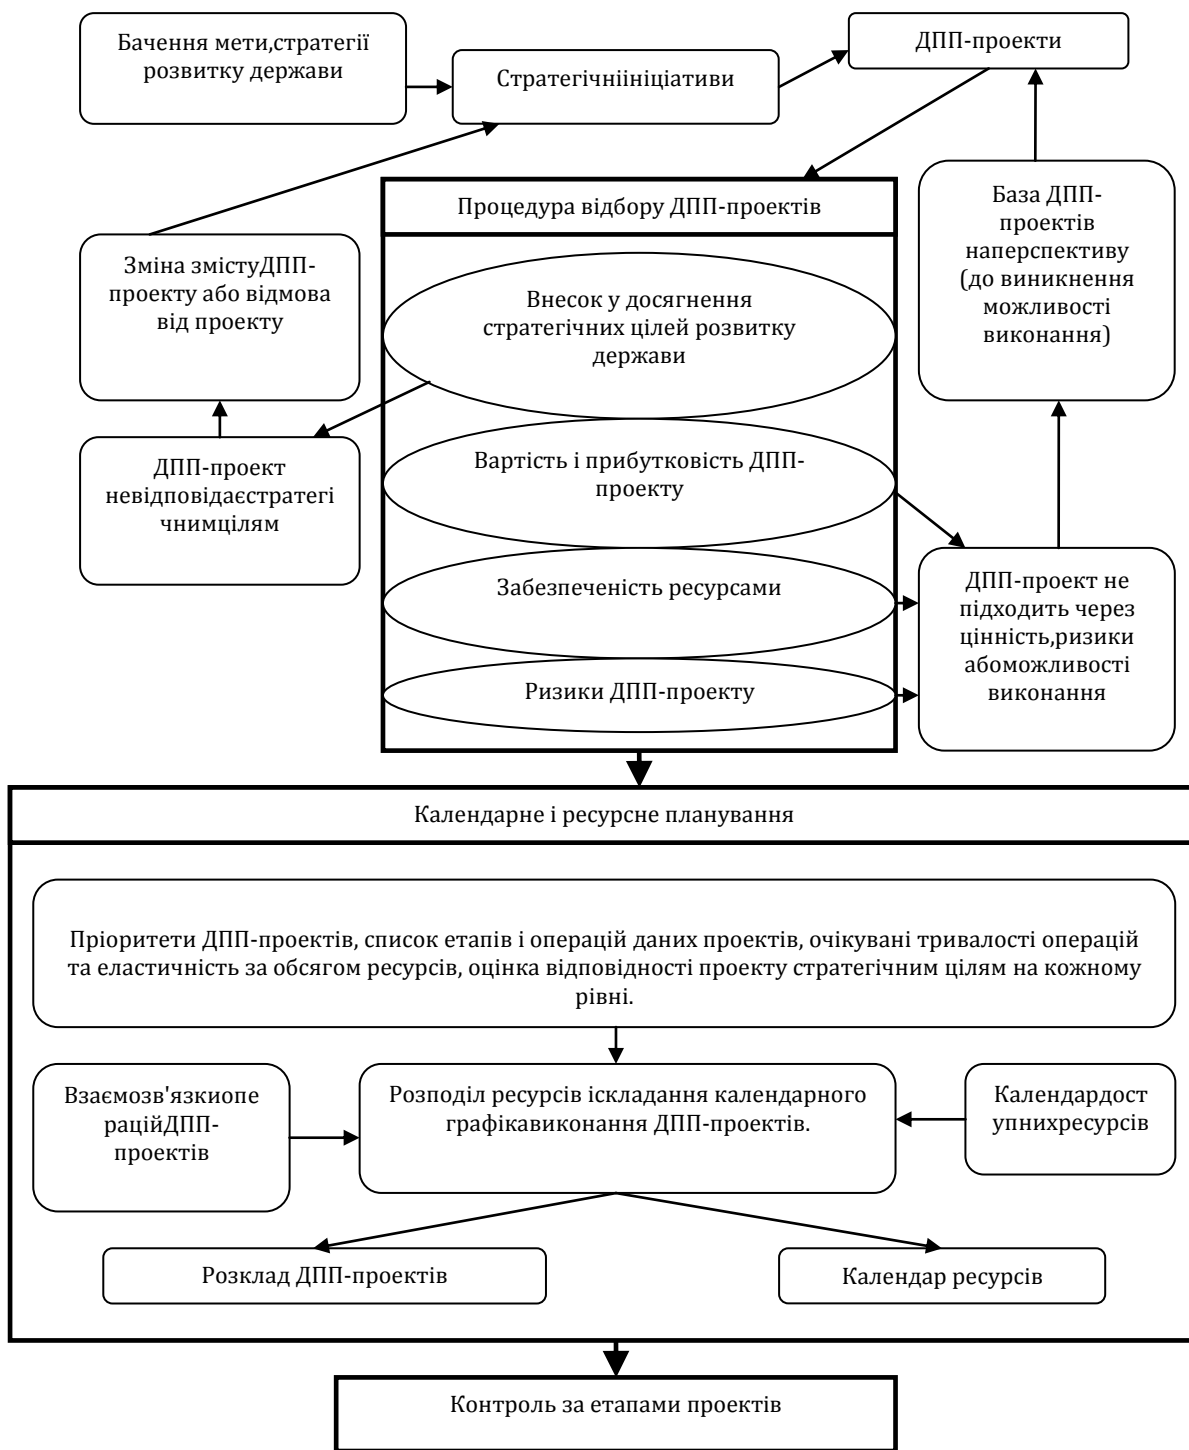 Бачення мети,стратегії
розвитку держави
Стратегічнініціативи
ДПП-проекти
Процедура відбору ДПП-проектів
База ДПП-
проектів
наперспективу
(до виникнення
можливості
виконання)
Зміна змістуДПП-
проекту або відмова
від проекту
Внесок у досягнення
стратегічних цілей розвитку
держави
ДПП-проект
невідповідаєстратегі
чнимцілям
Вартість і прибутковість ДПП-
проекту
Забезпеченість ресурсами
ДПП-проект не
підходить через
цінність,ризики
абоможливості
виконання
Ризики ДПП-проекту
Календарне і ресурсне планування
Пріоритети ДПП-проектів, список етапів і операцій даних проектів, очікувані тривалості операцій
та еластичність за обсягом ресурсів, оцінка відповідності проекту стратегічним цілям на кожному
рівні.
Взаємозв'язкиопе
раційДПП-
проектів
Розподіл ресурсів іскладання календарного
графікавиконання ДПП-проектів.
Календардост
упнихресурсів
Розклад ДПП-проектів
Календар ресурсів
Контроль за етапами проектів